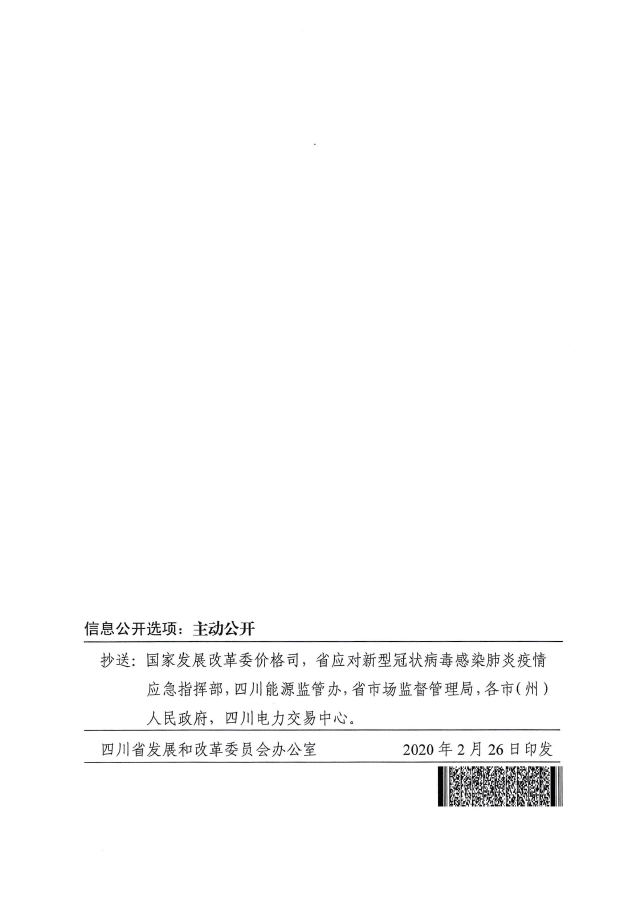 信息公开选项：主动公开
抄送：国家发展改革委价格司，省应对新型冠状病毒感染肺炎疫情
应急指挥部，四川能源监管办，省市场监督管理局，各市（州）
人民政府，四川电力交易中心。
四川省发展和改革委员会办公室 2020年2月26日印发